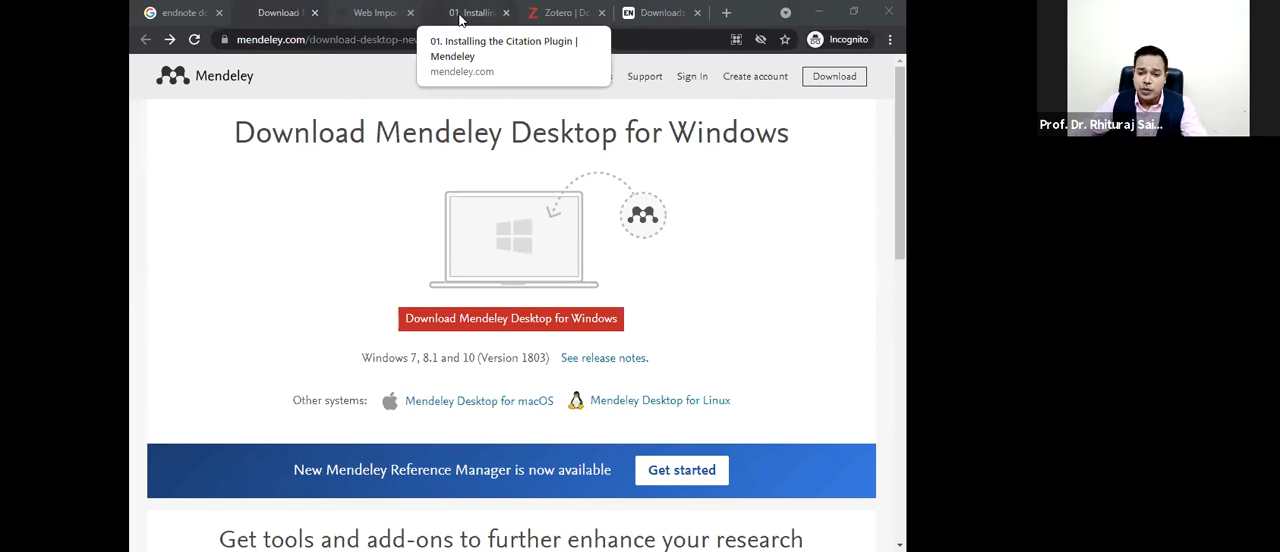 endnote do
Download M
Web Impo
01. Installin
Zotero | Do
EN Downloads
mendeley.com/download-desktop-new
Incognito
01. Installing the Citation Plugin |
Mendeley
mendeley.com
Mendeley
Support
Sign In
Create account
Download
Download Mendeley Desktop for Windows
Download Mendeley Desktop for Windows
Windows 7, 8.1 and 10 (Version 1803) See release notes.
Other systems: Mendeley Desktop for macOS Mendeley Desktop for Linux
New Mendeley Reference Manager is now available Get started
Get tools and add-ons to further enhance your research
Prof. Dr. Rhituraj Sai...